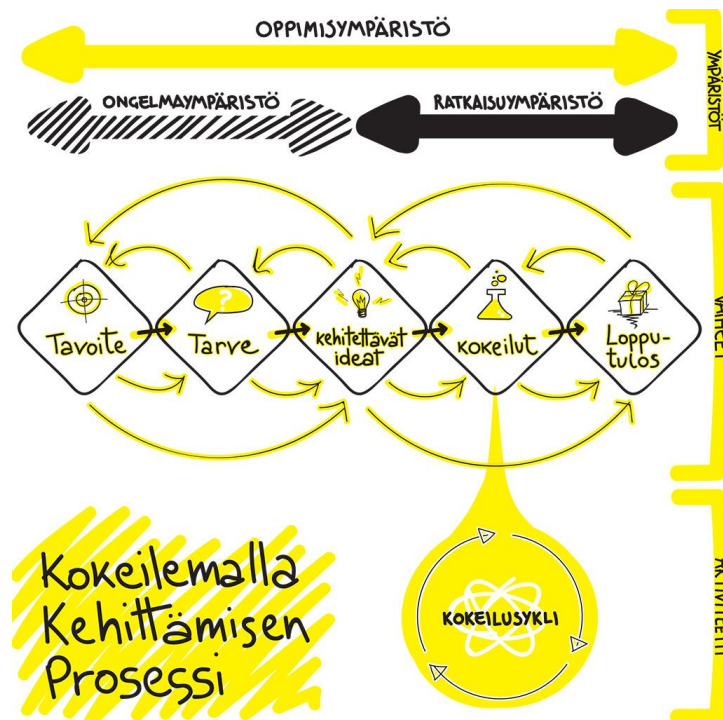 OPPIMISYMPÄRISTÖ
ONGELMAYMPÄRISTÖ
RATKAISUYMPÄRISTÖ
YMPÄRISTÖT
?
Tavoite
Tarve
kehitettävät
ideat
KOKEILUT
Loppu-
tulos
Kokeilemalla
Kehittämisen
Prosessi
KOKEILUSYKLI